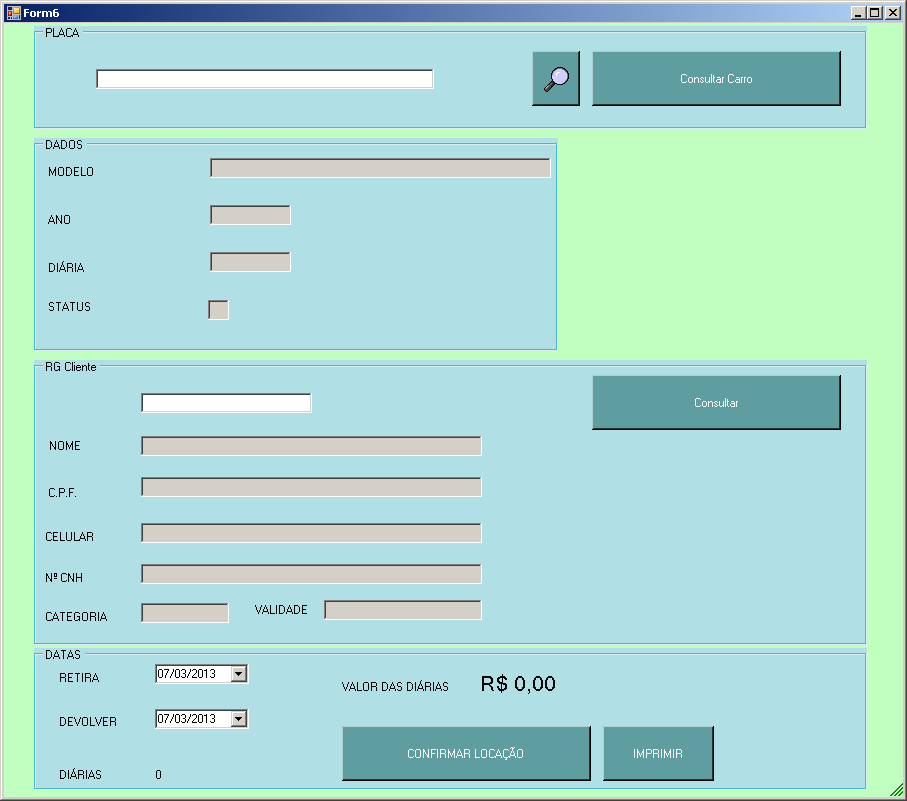 Form6
PLACA
Consultar Carro
DADOS
MODELO
ANO
DIÁRIA
STATUS
RG Cliente
Consultar
NOME
C.P.F.
CELULAR
Nº CNH
CATEGORIA VALIDADE
DATAS
RETIRA 07/03/2013
VALOR DAS DIÁRIAS R$ 0,00
DEVOLVER 07/03/2013
CONFIRMAR LOCAÇÃO IMPRIMIR
DIÁRIAS 0